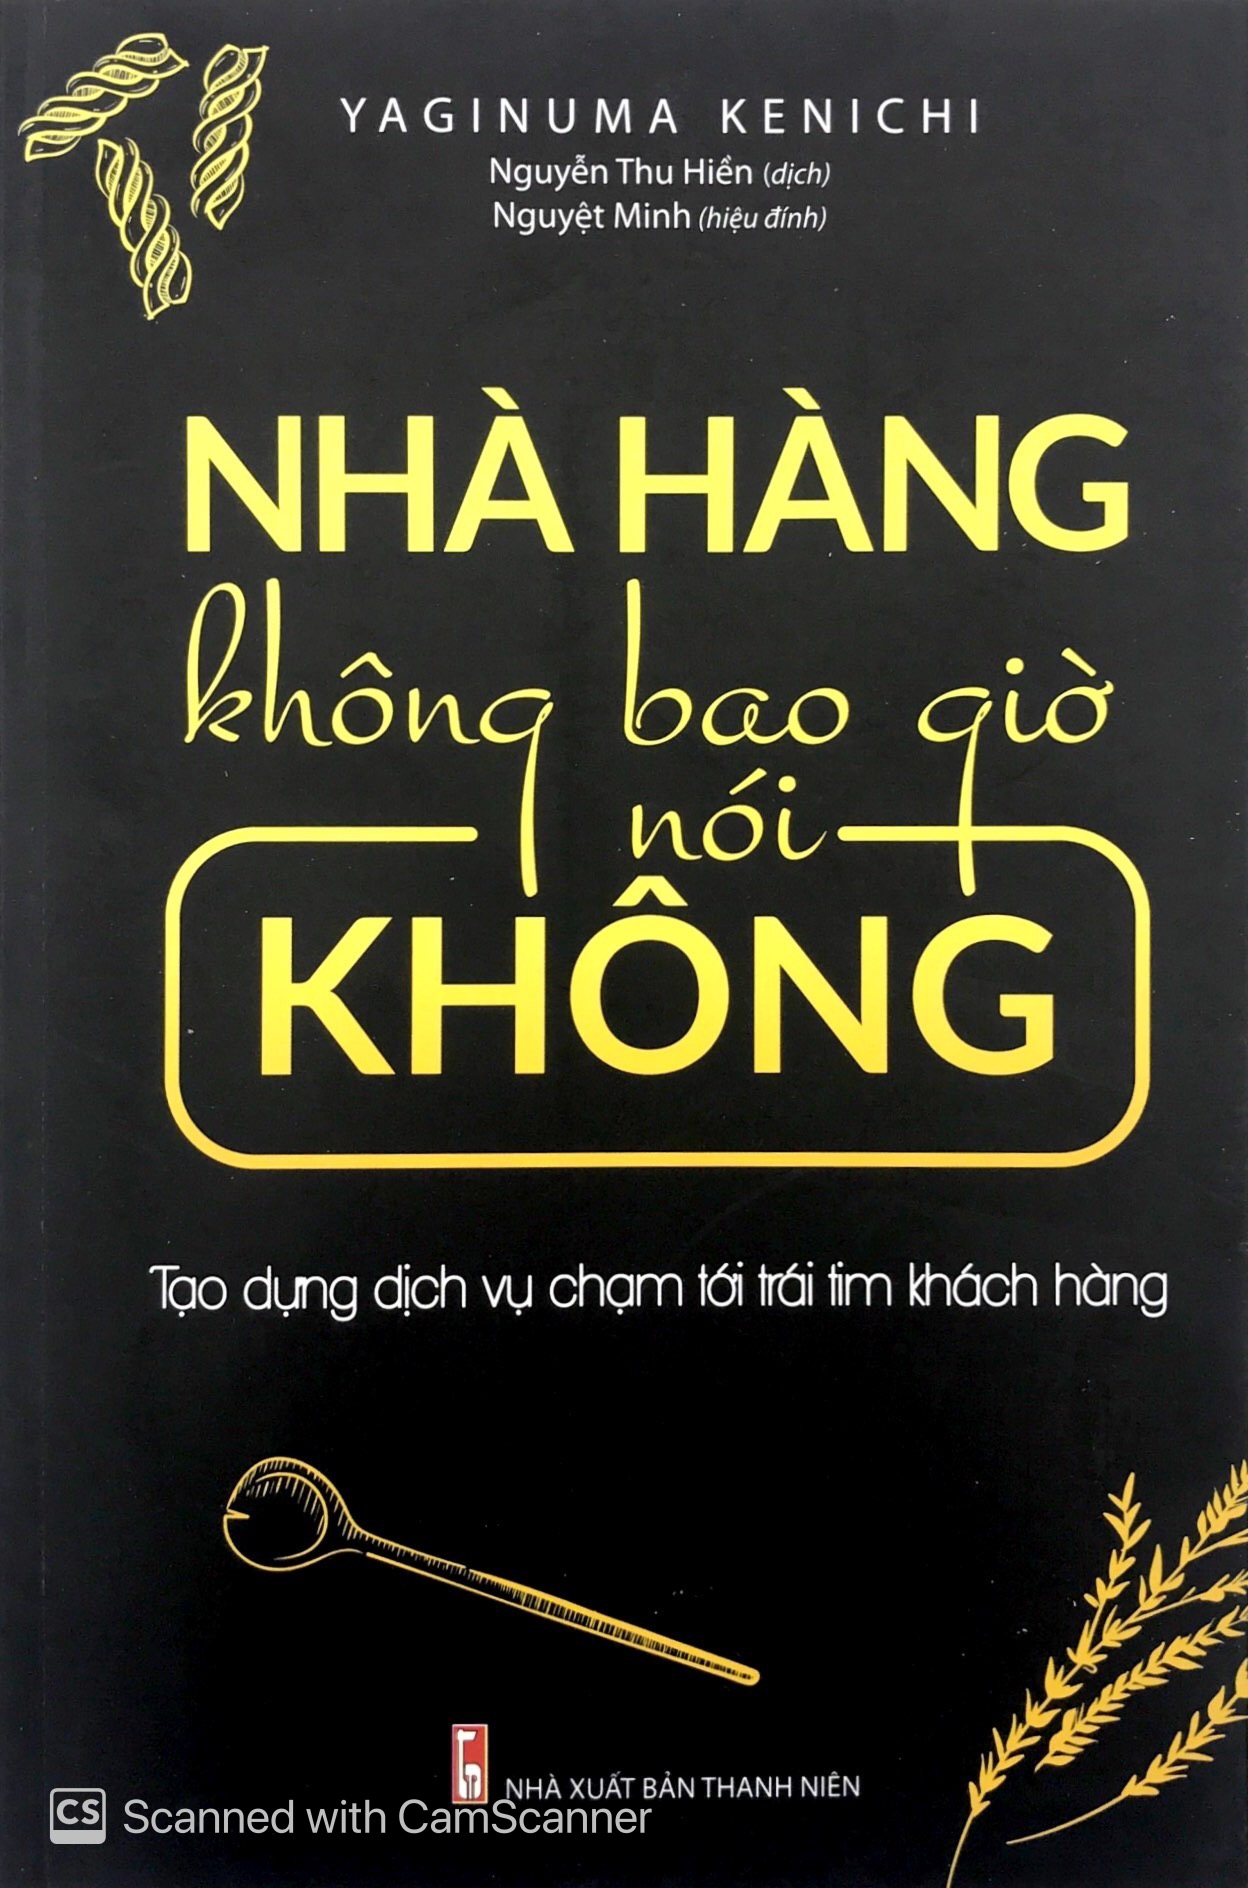 YAGINUMA KENICHI
Nguyễn Thu Hiền (dịch)
Nguyệt Minh (hiệu đính)
NHÀ HÀNG
không bao giờ
nói
KHÔNG
Tạo dựng dịch vụ chạm tới trái tim khách hàng
NHÀ XUẤT BẢN THANH NIÊN
CS Scanned with CamScanner